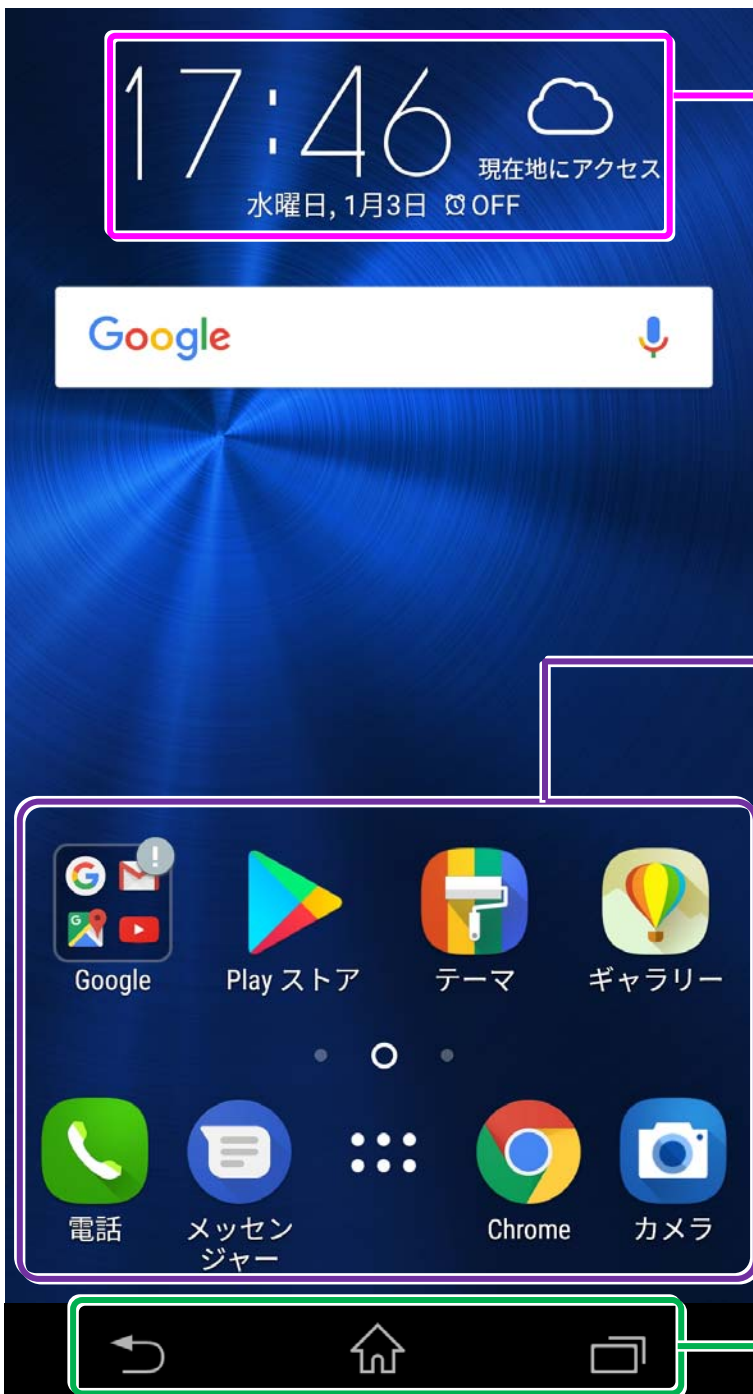 17:46
現在地にアクセス
水曜日, 1月3日 OFF
Google
Google
Play ストア
テーマ
ギャラリー
電話
メッセン
ジャー
Chrome
カメラ